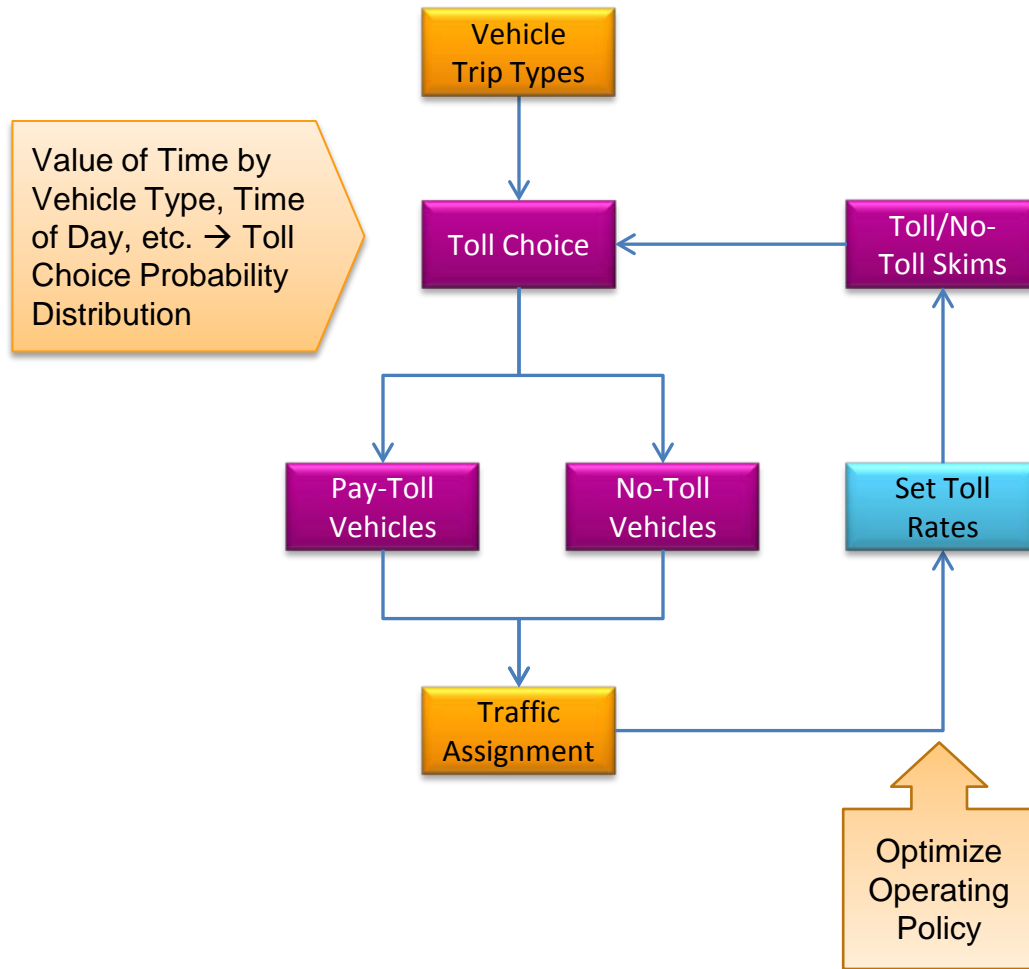 Vehicle
Trip Types
Value of Time by
Vehicle Type, Time
of Day, etc. → Toll
Choice Probability
Distribution
Toll Choice
Toll/No-
Toll Skims
Pay-Toll
Vehicles
No-Toll
Vehicles
Set Toll
Rates
Traffic
Assignment
Optimize
Operating
Policy